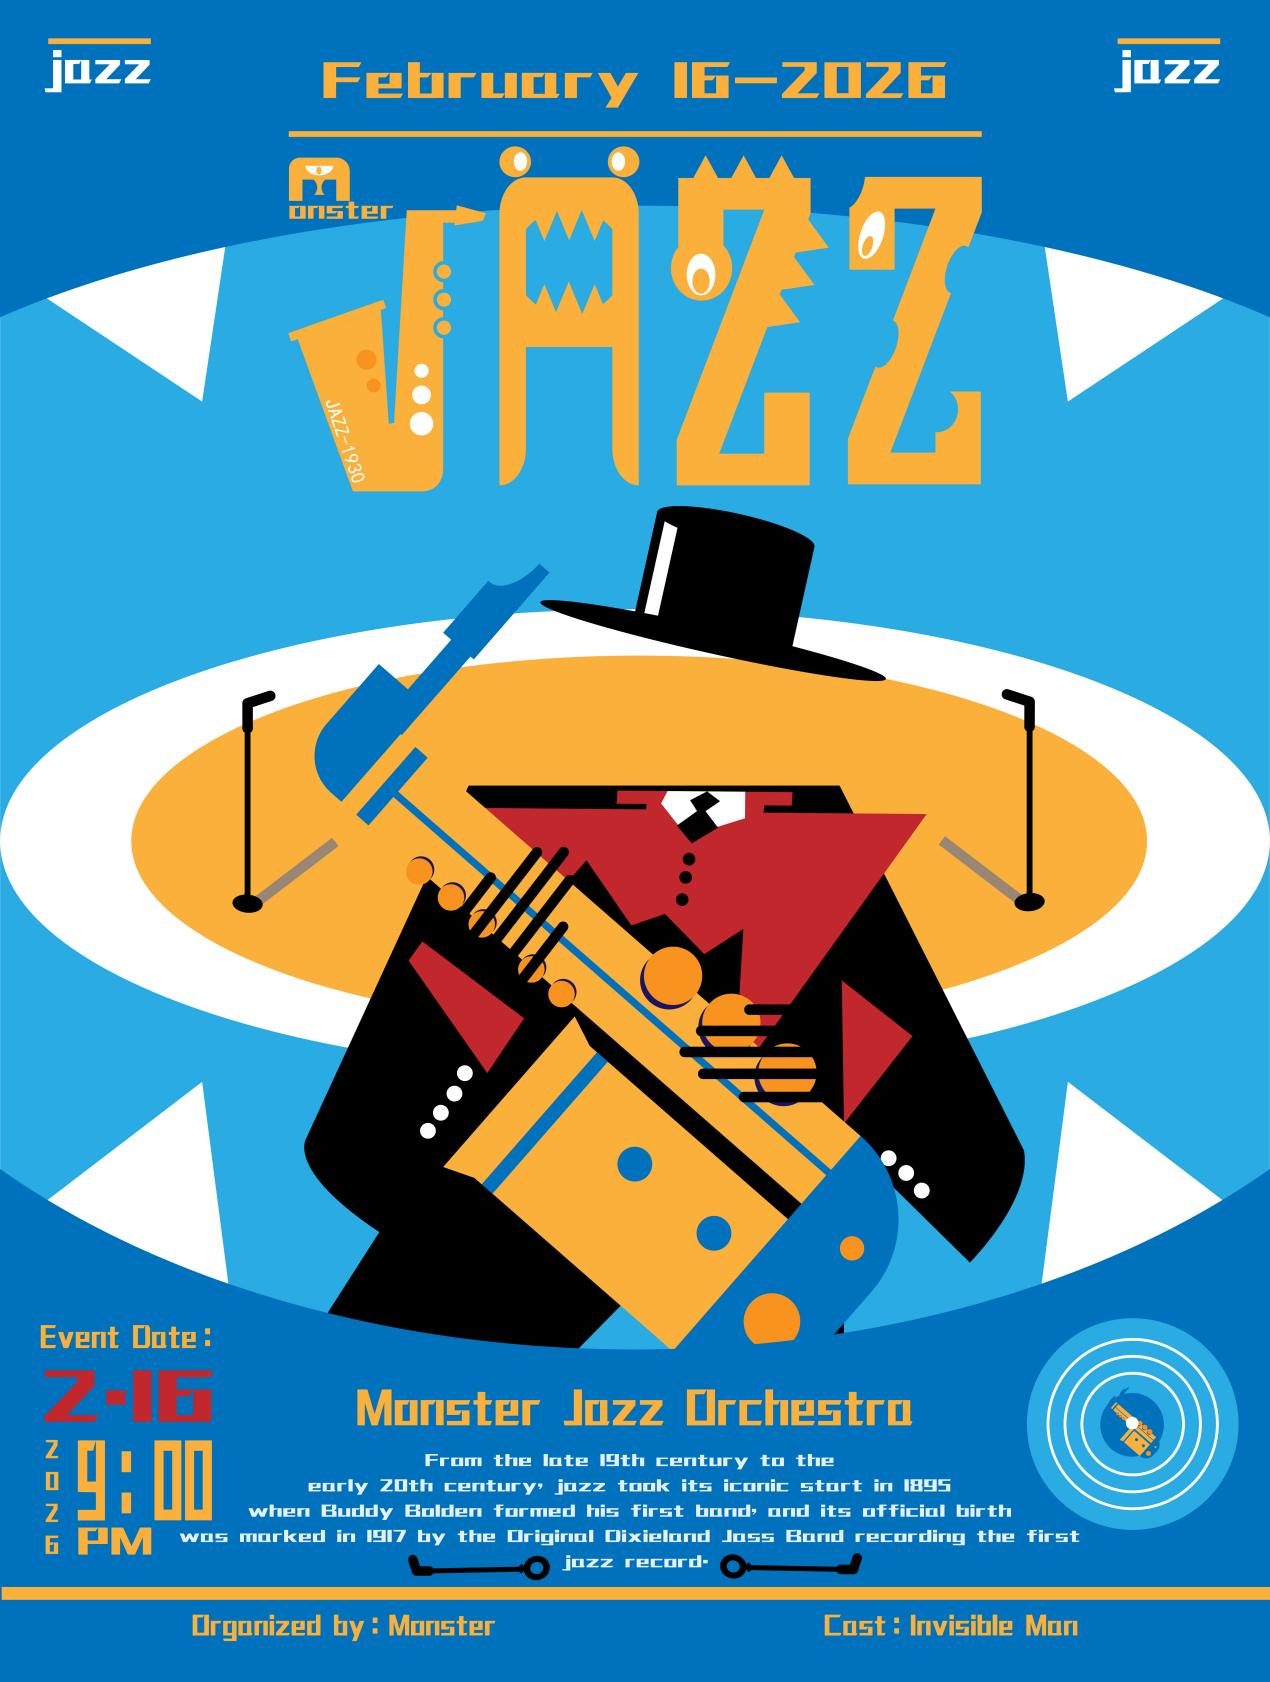 jazz
February 16-2026
jazz
Monster
JAZZ
JAZZ-1930
Event Date:
2·16
2026
9:00
PM
Monster Jazz Orchestra
From the late 19th century to the
early 20th century, jazz took its iconic start in 1895
when Buddy Bolden formed his first band, and its official birth
was marked in 1917 by the Original Dixieland Jass Band recording the first
jazz record.
Organized by: Monster
Cast: Invisible Man